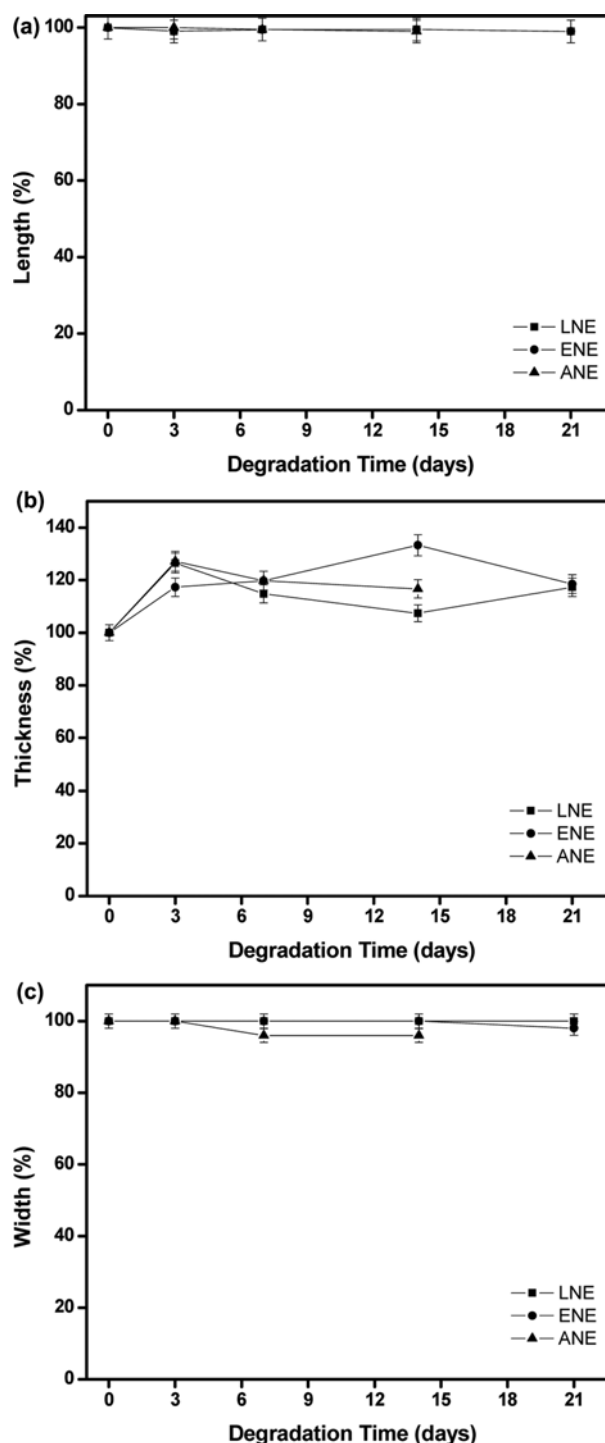 (a)
100
80
60
40
20
0
Length (%)
LNE
ENE
ANE
0 3 6 9 12 15 18 21
Degradation Time (days)
(b)
140
120
100
80
60
40
20
0
Thickness (%)
LNE
ENE
ANE
0 3 6 9 12 15 18 21
Degradation Time (days)
(c)
100
80
60
40
20
0
Width (%)
LNE
ENE
ANE
0 3 6 9 12 15 18 21
Degradation Time (days)